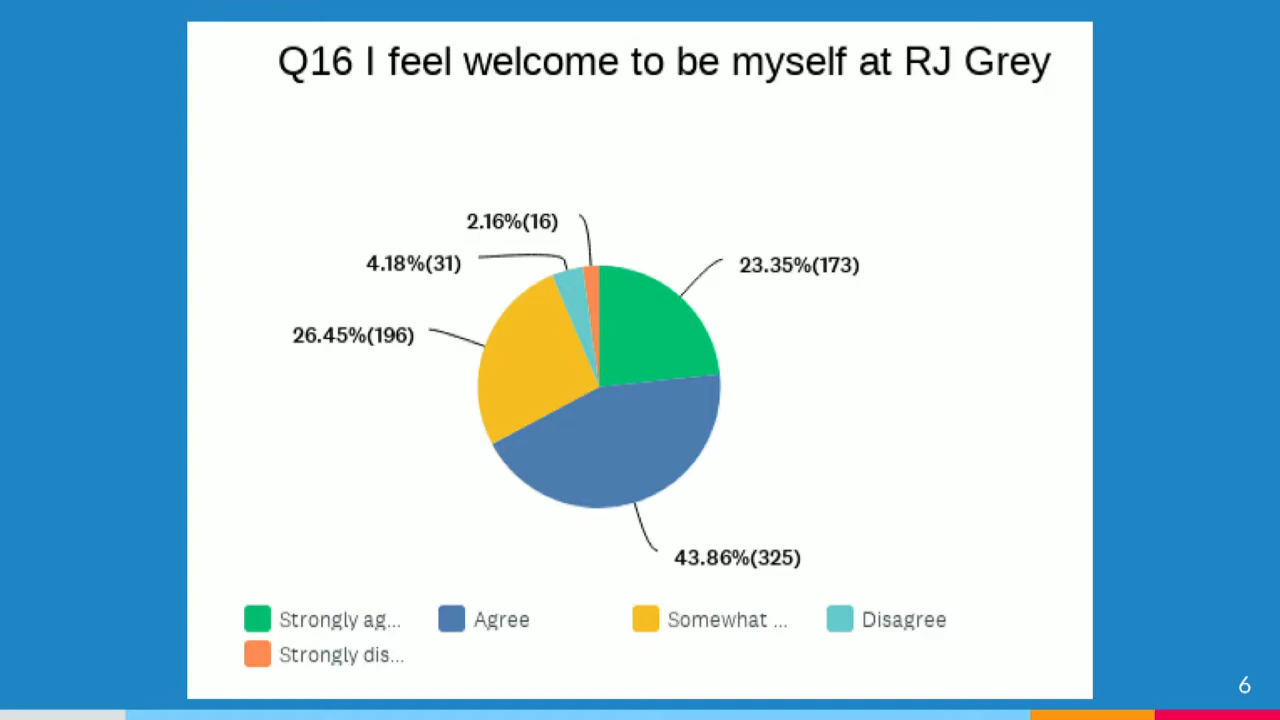 Q16 I feel welcome to be myself at RJ Grey
2.16%(16)
4.18%(31)
23.35%(173)
26.45%(196)
43.86%(325)
Strongly ag...
Agree
Somewhat ...
Disagree
Strongly dis...
6